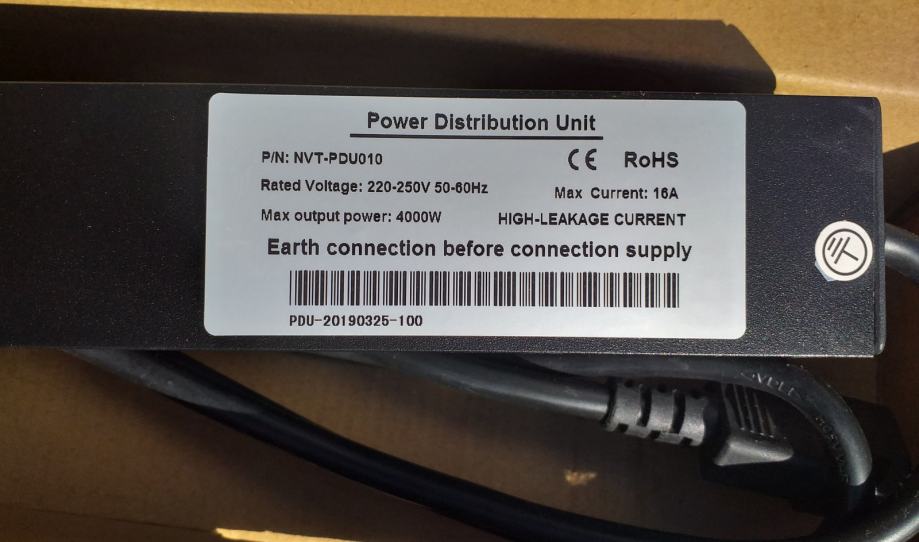 Power Distribution Unit
P/N: NVT-PDU010
CE RoHS
Rated Voltage: 220-250V 50-60Hz
Max Current: 16A
Max output power: 4000W
HIGH-LEAKAGE CURRENT
Earth connection before connection supply
PDU-20190325-100